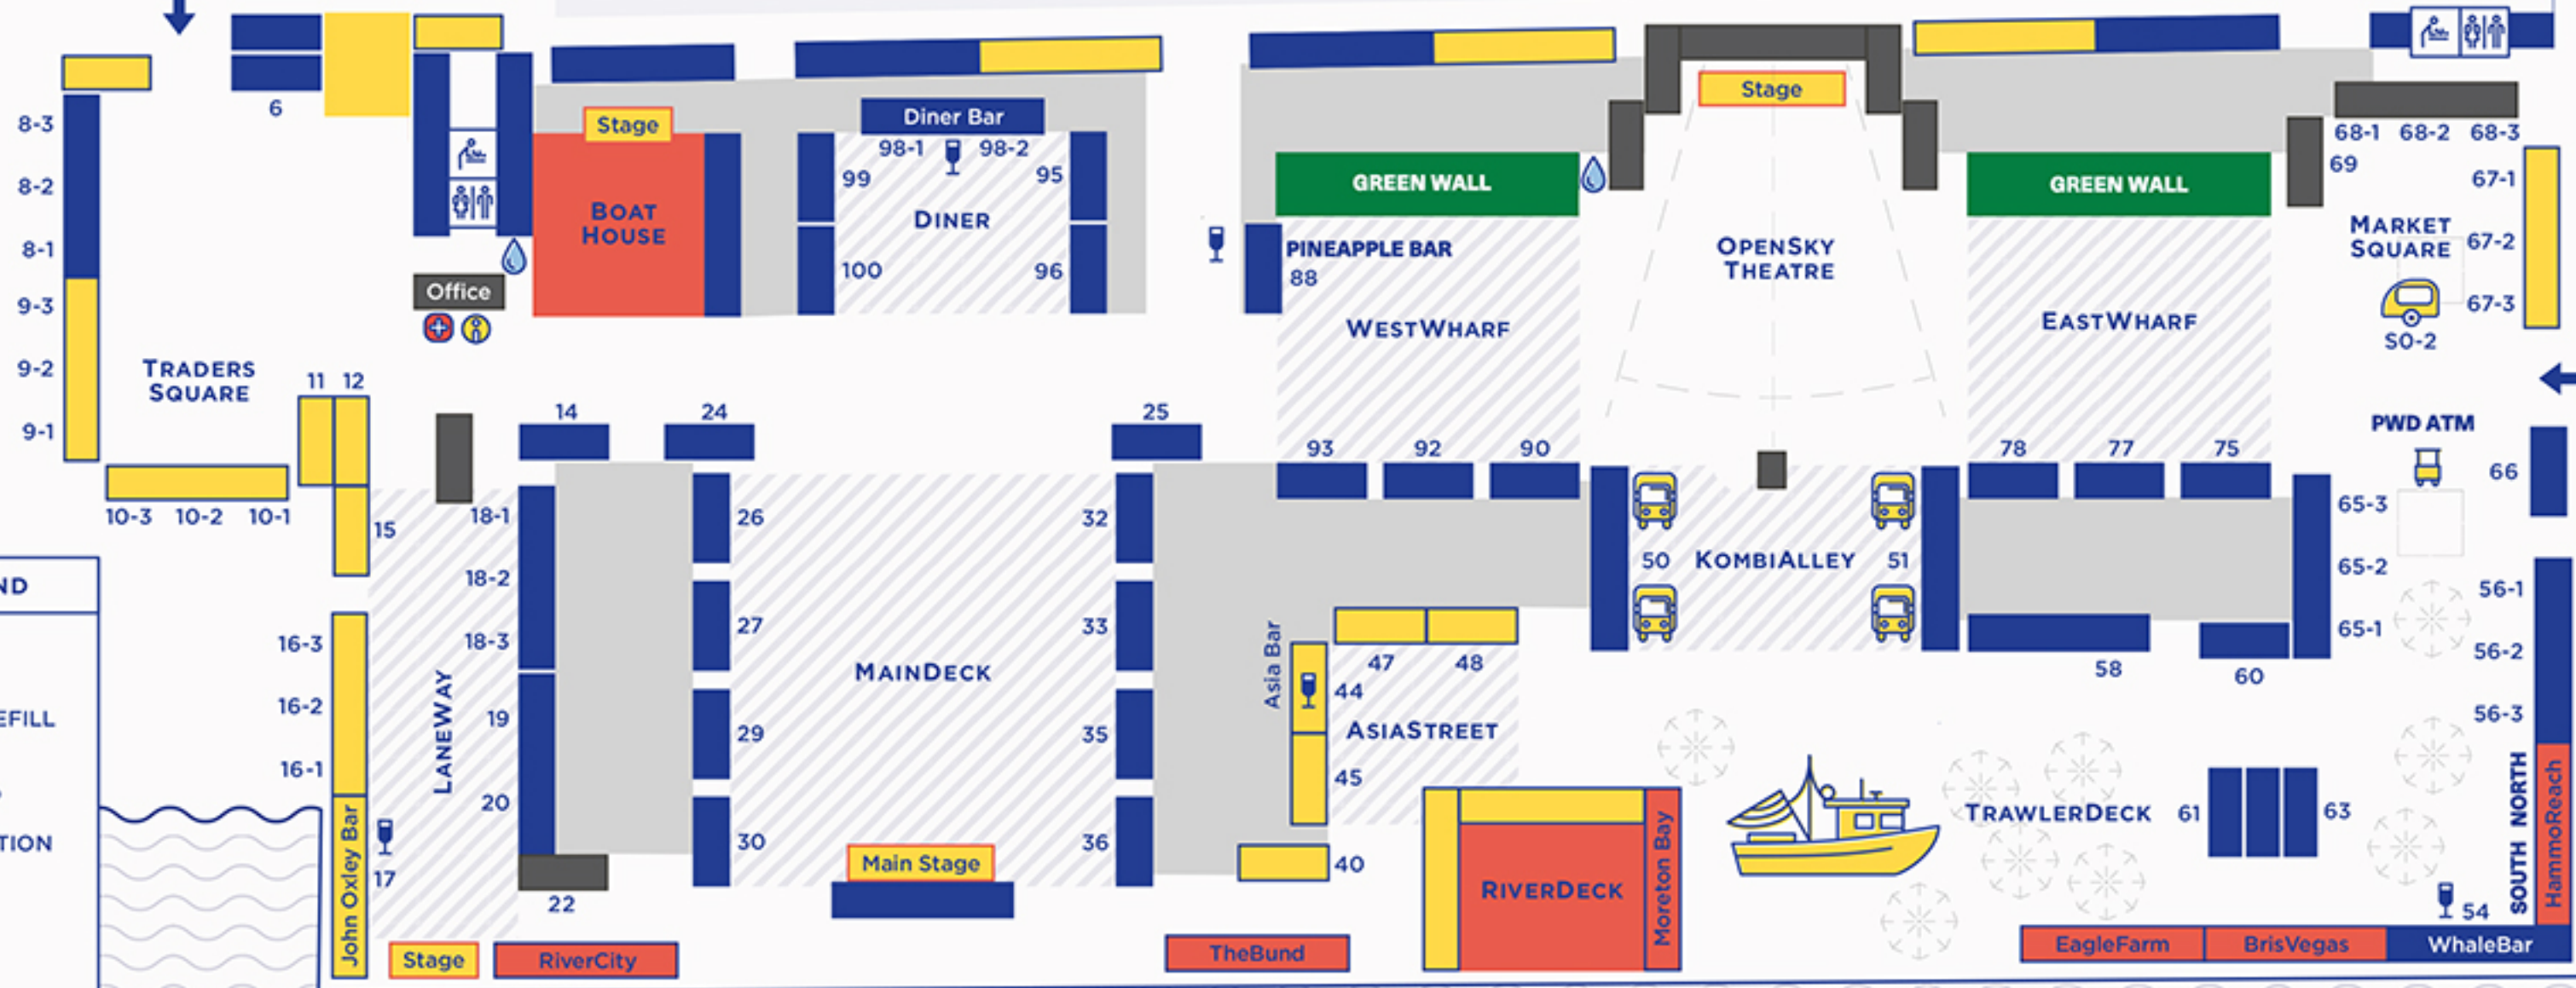 6
8-3
8-2
8-1
9-3
9-2
9-1
TRADERS
SQUARE
11 12
10-3 10-2 10-1
15
16-3
16-2
16-1
John Oxley Bar
17
ND
EFILL
TION
Office
Stage
BOAT
HOUSE
Diner Bar
98-1 98-2
99
95
DINER
100
96
GREEN WALL
PINEAPPLE BAR
88
WESTWHARF
Stage
OPENSKY
THEATRE
GREEN WALL
EASTWHARF
68-1 68-2 68-3
69
67-1
MARKET
SQUARE
67-2
67-3
SO-2
PWD ATM
66
14
24
25
18-1
18-2
18-3
19
20
22
LANEWAY
Stage
RiverCity
26
27
29
30
MAINDECK
Main Stage
32
33
35
36
93 92 90
50
KOMBIALLEY
51
78 77 75
65-3
65-2
65-1
58
60
56-1
56-2
56-3
Asia Bar
47 48
44
ASIASTREET
45
40
TheBund
RIVERDECK
Moreton Bay
TRAWLERDECK
61
63
SOUTH NORTH
HammoReach
54
EagleFarm
BrisVegas
WhaleBar